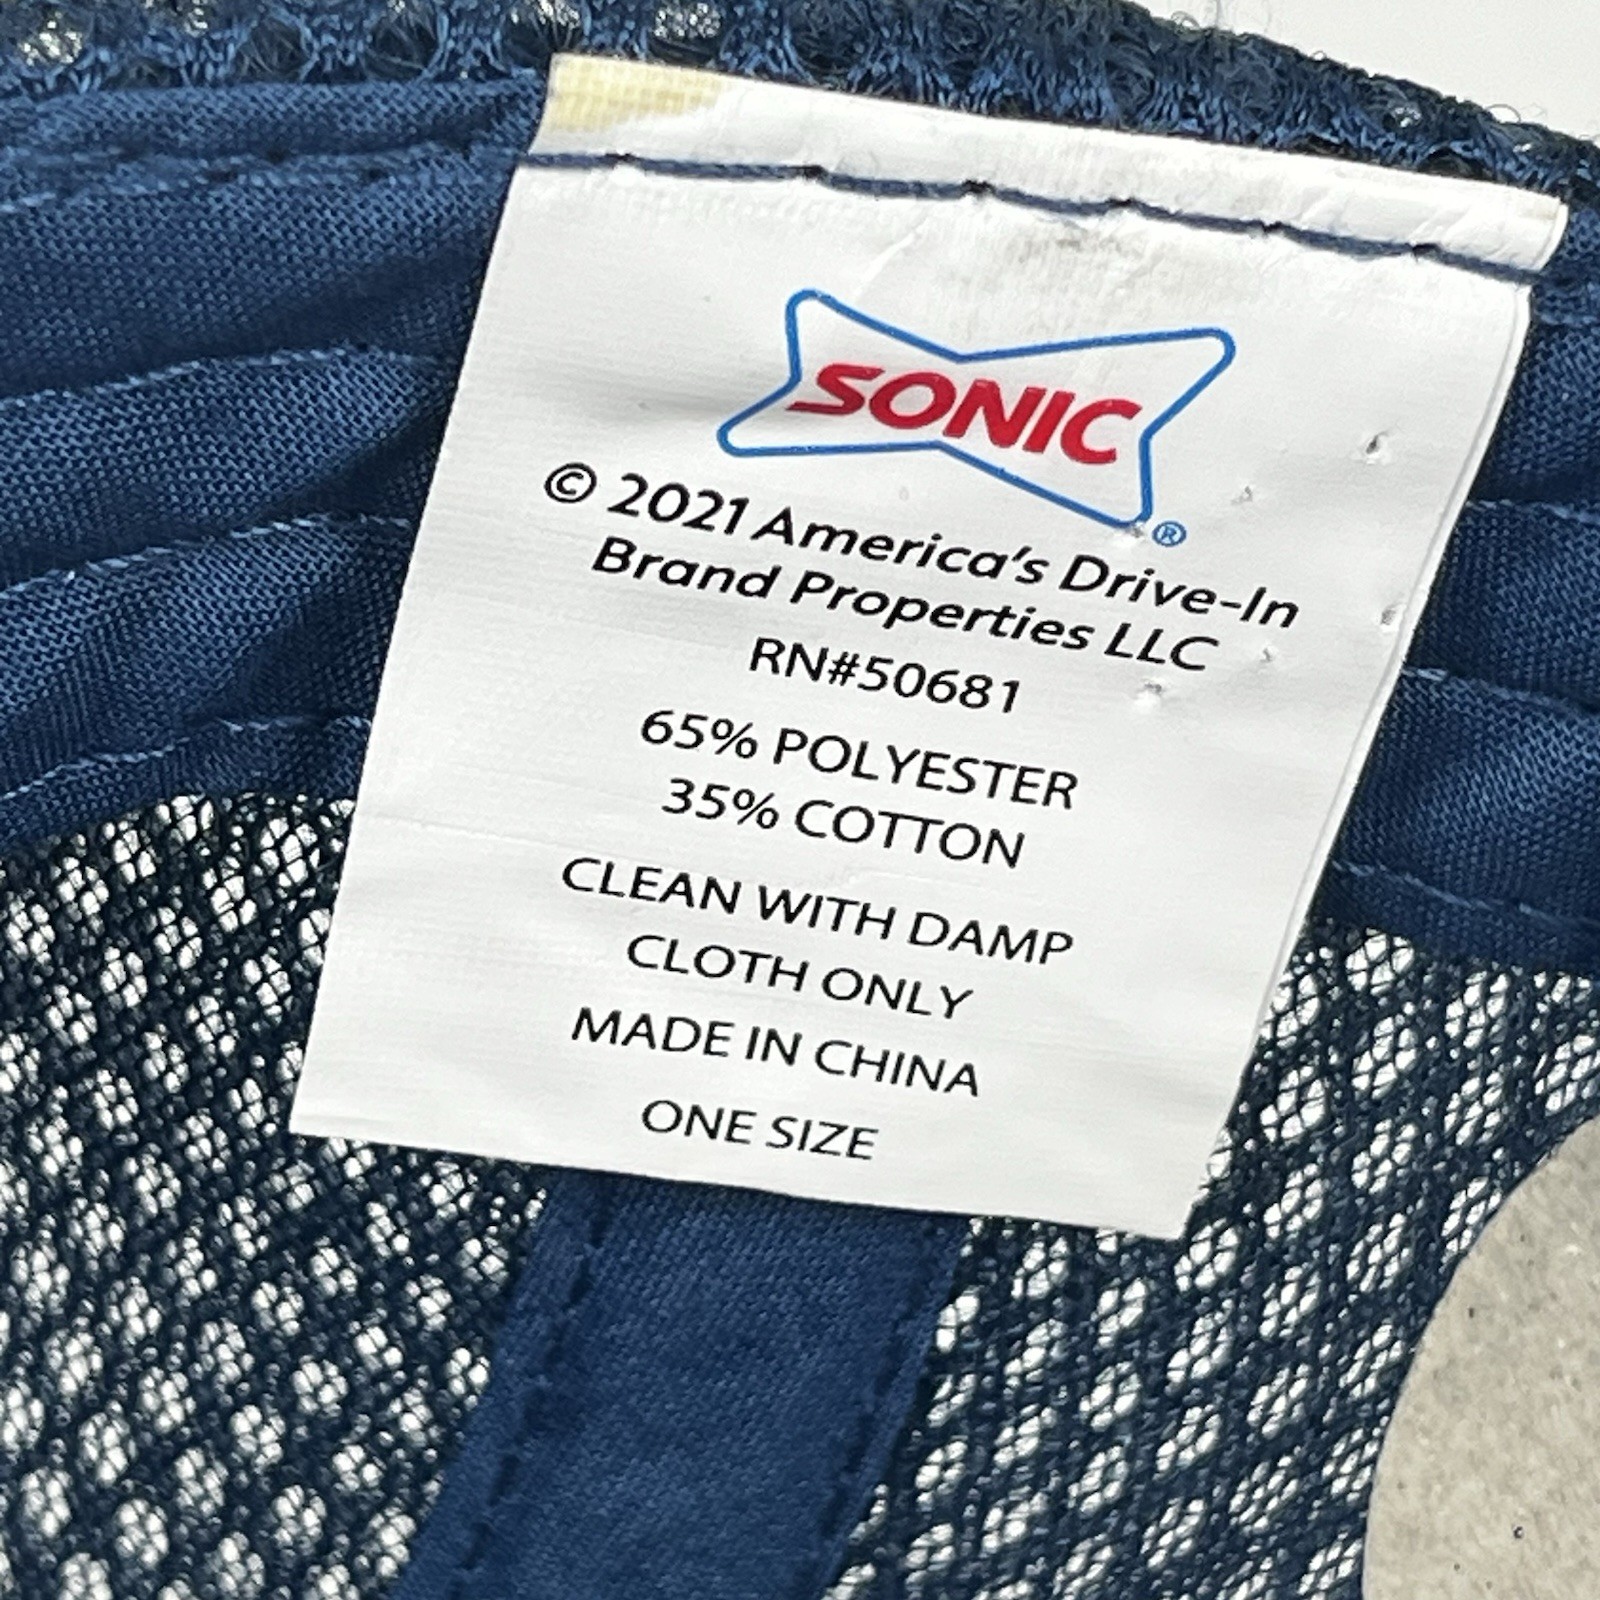 SONIC®
© 2021 America's Drive-In
Brand Properties LLC
RN#50681
65% POLYESTER
35% COTTON
CLEAN WITH DAMP
CLOTH ONLY
MADE IN CHINA
ONE SIZE